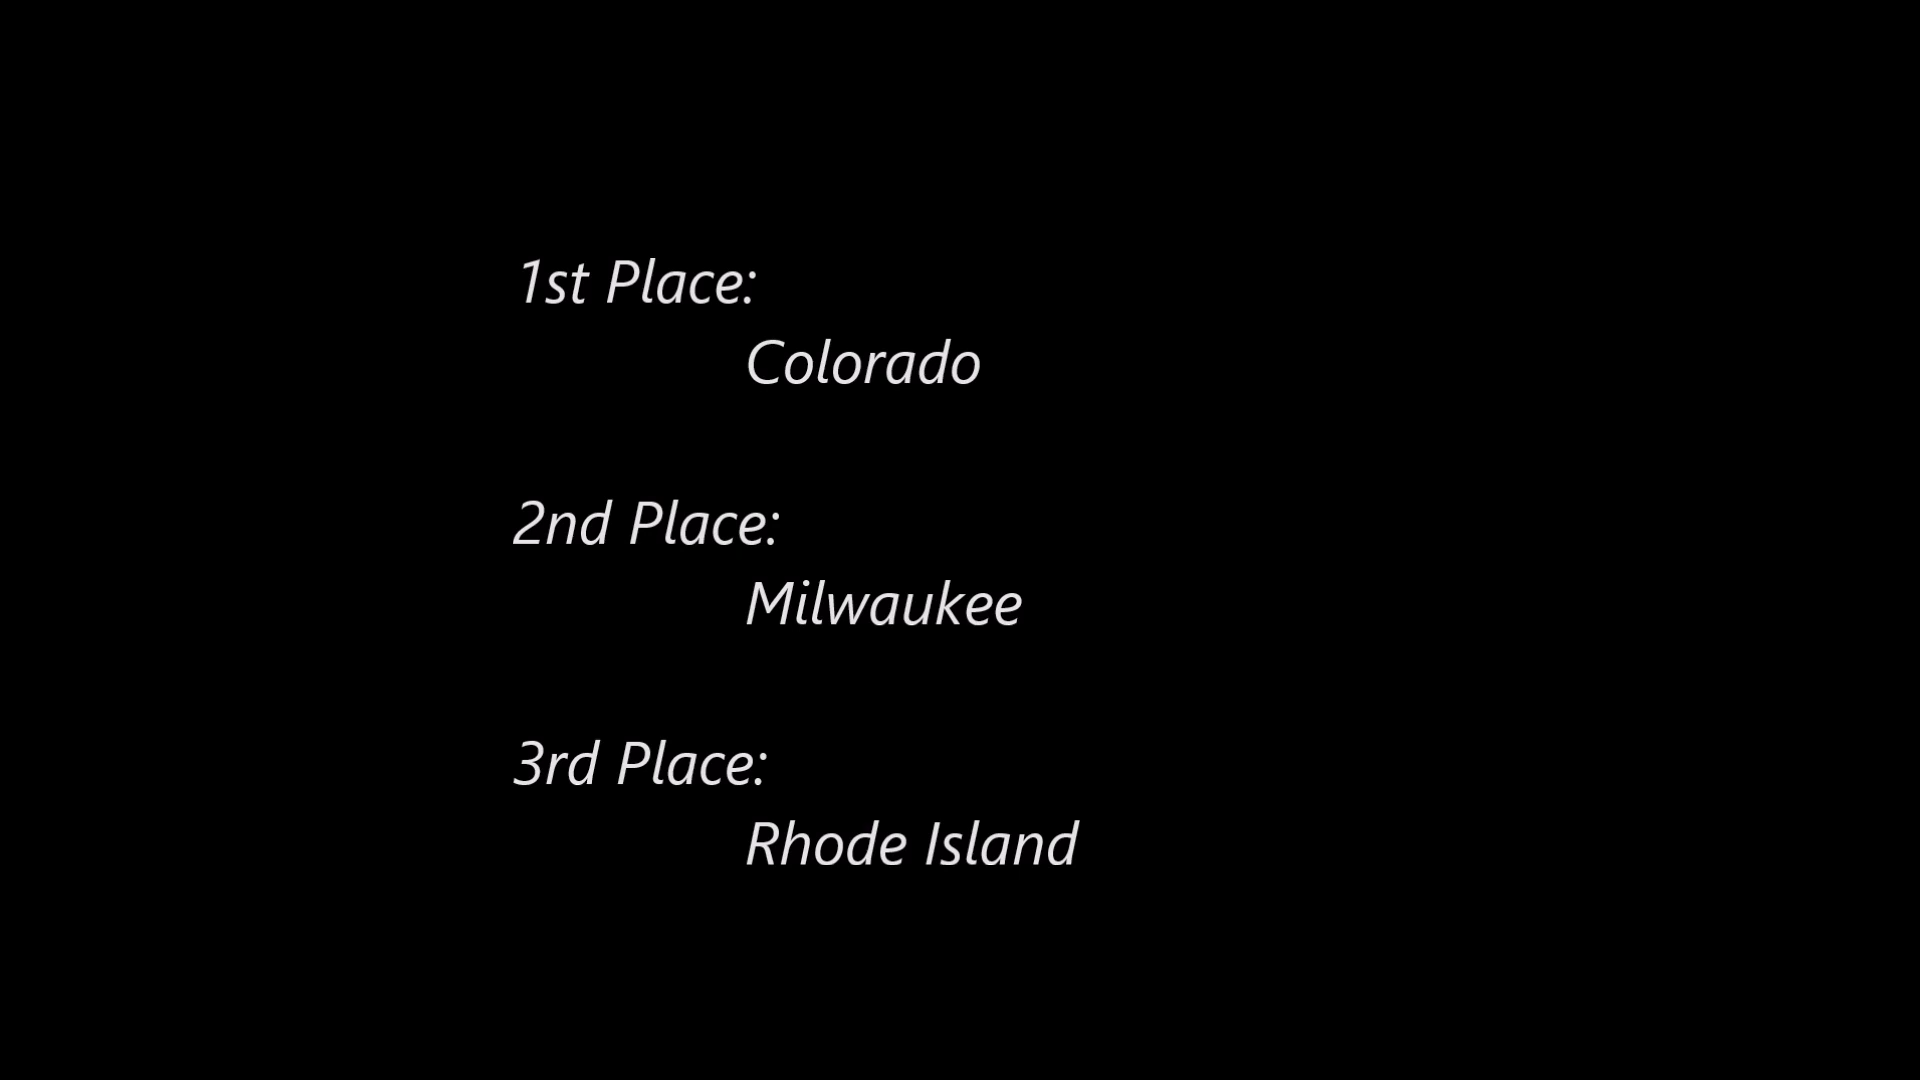 1st Place:
Colorado
2nd Place:
Milwaukee
3rd Place:
Rhode Island